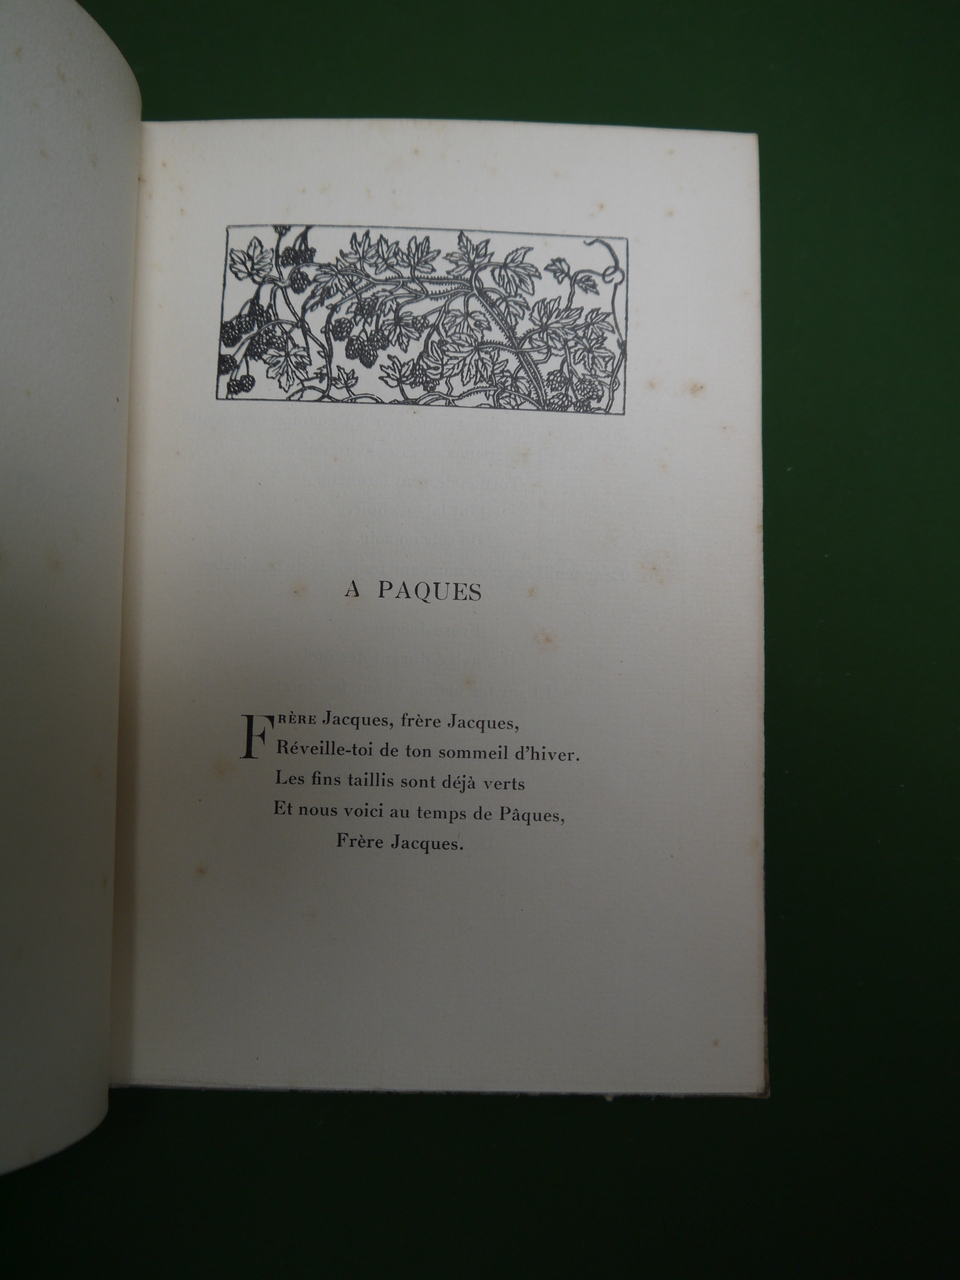 A PAQUES
FRÈRE Jacques, frère Jacques,
Réveille-toi de ton sommeil d'hiver.
Les fins taillis sont déjà verts
Et nous voici au temps de Pâques,
Frère Jacques.